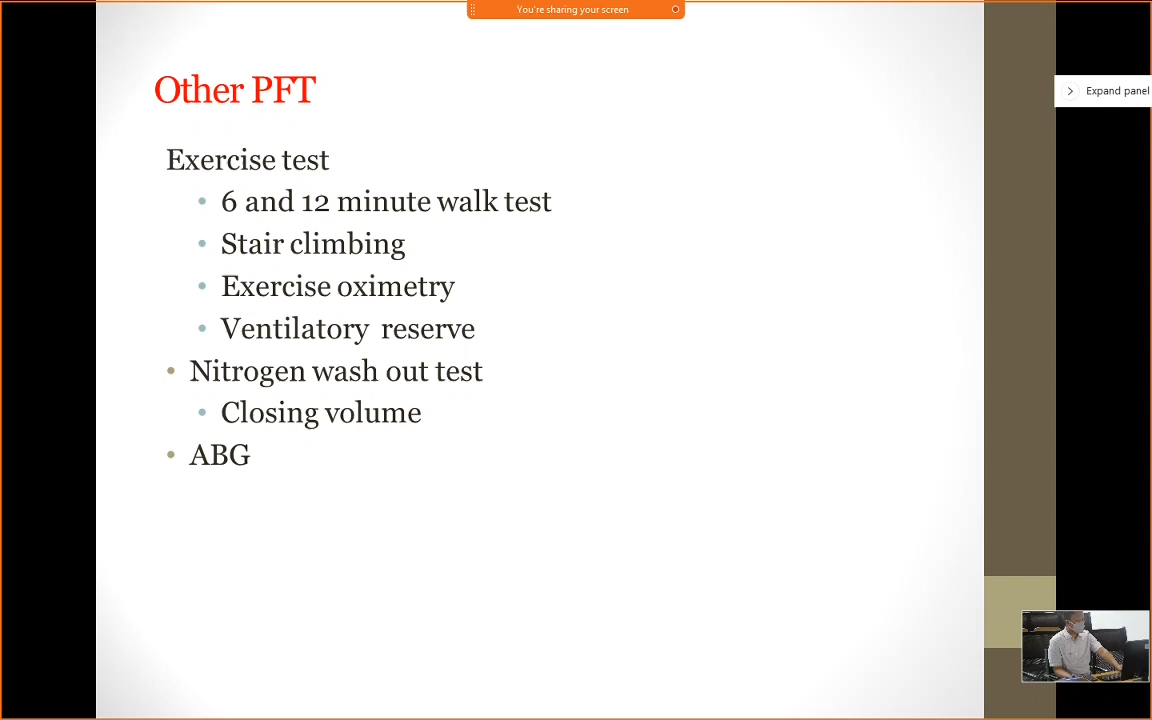 You're sharing your screen
Expand panel
Other PFT
Exercise test
• 6 and 12 minute walk test
• Stair climbing
• Exercise oximetry
• Ventilatory reserve
• Nitrogen wash out test
• Closing volume
• ABG